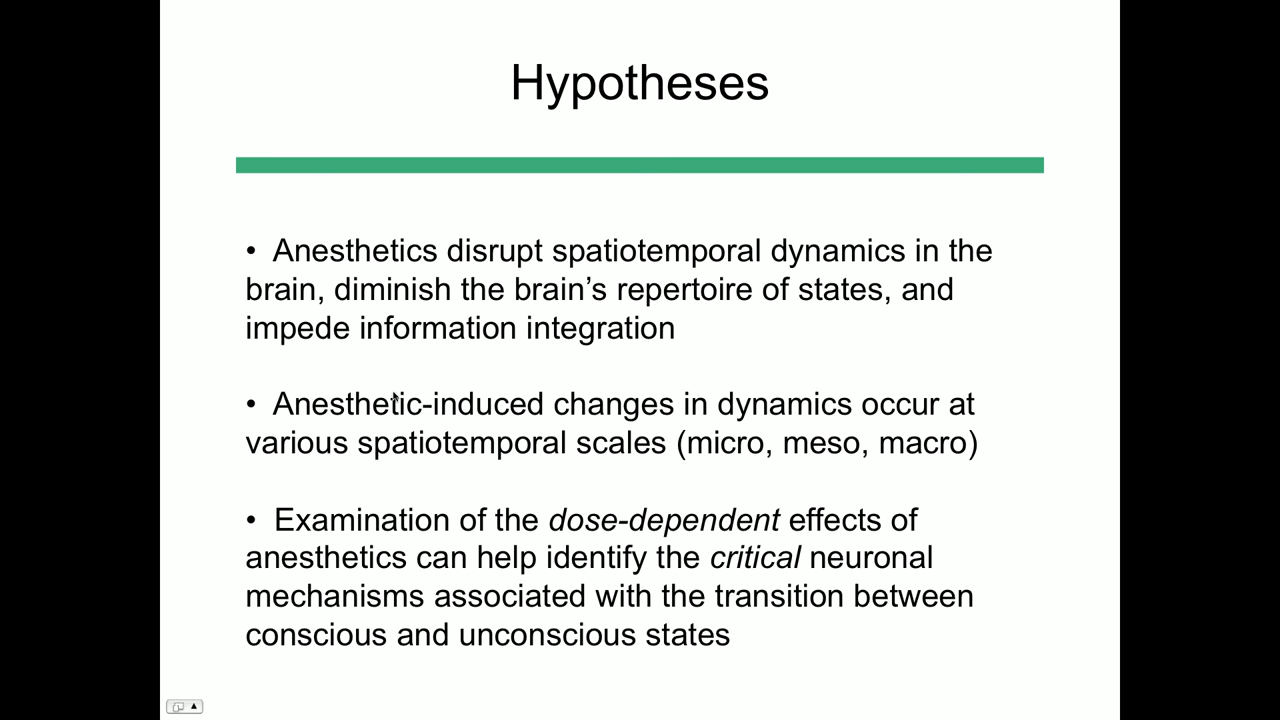 Hypotheses
• Anesthetics disrupt spatiotemporal dynamics in the
brain, diminish the brain’s repertoire of states, and
impede information integration
• Anesthetic-induced changes in dynamics occur at
various spatiotemporal scales (micro, meso, macro)
• Examination of the dose-dependent effects of
anesthetics can help identify the critical neuronal
mechanisms associated with the transition between
conscious and unconscious states